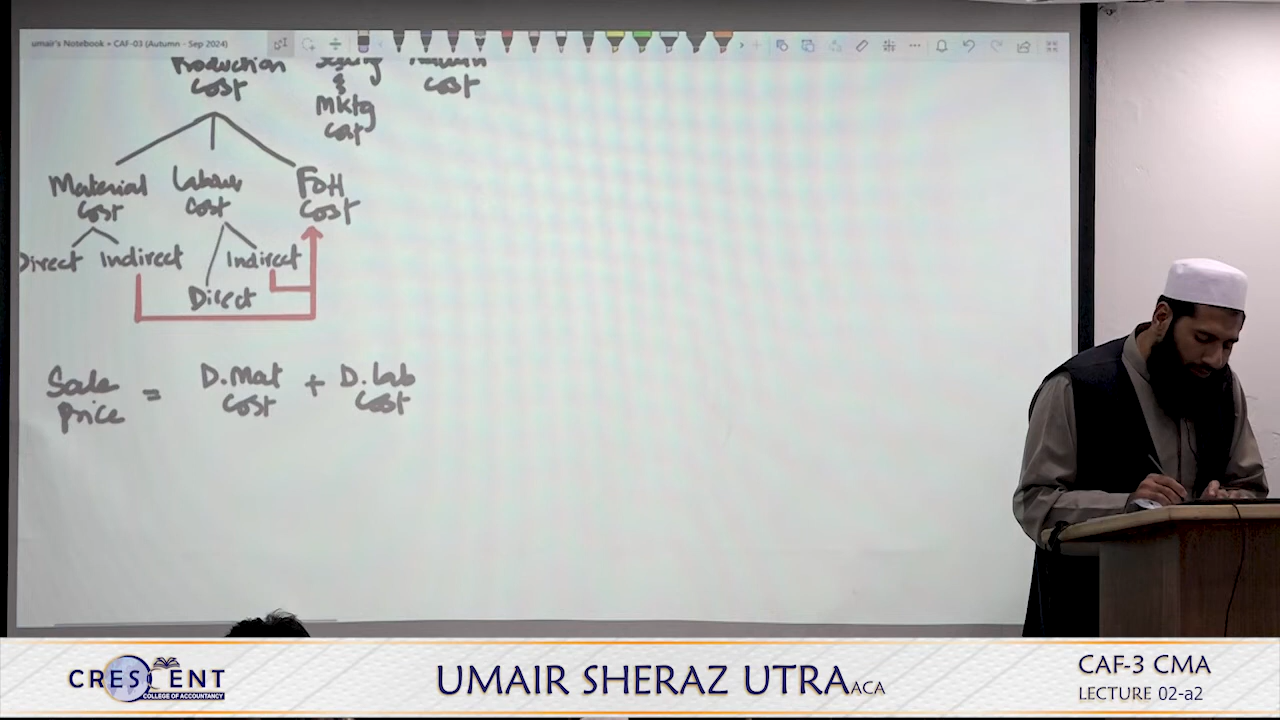 umair's Notebook » CAF-03 (Autumn - Sep 2024)
Production
cost
&
Mktg
cost
cost
Material
cost
Labour
cost
FOH
cost
Direct Indirect
Indirect
Direct
Sale
Price
=
D.Mat
cost
+
D.Lab
cost
CRESCENT
COLLEGE OF ACCOUNTANCY
UMAIR SHERAZ UTRA ACA
CAF-3 CMA
LECTURE 02-a2